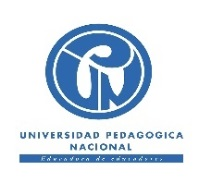 UNIVERSIDAD PEDAGOGICA
NACIONAL
Educadora de educadores